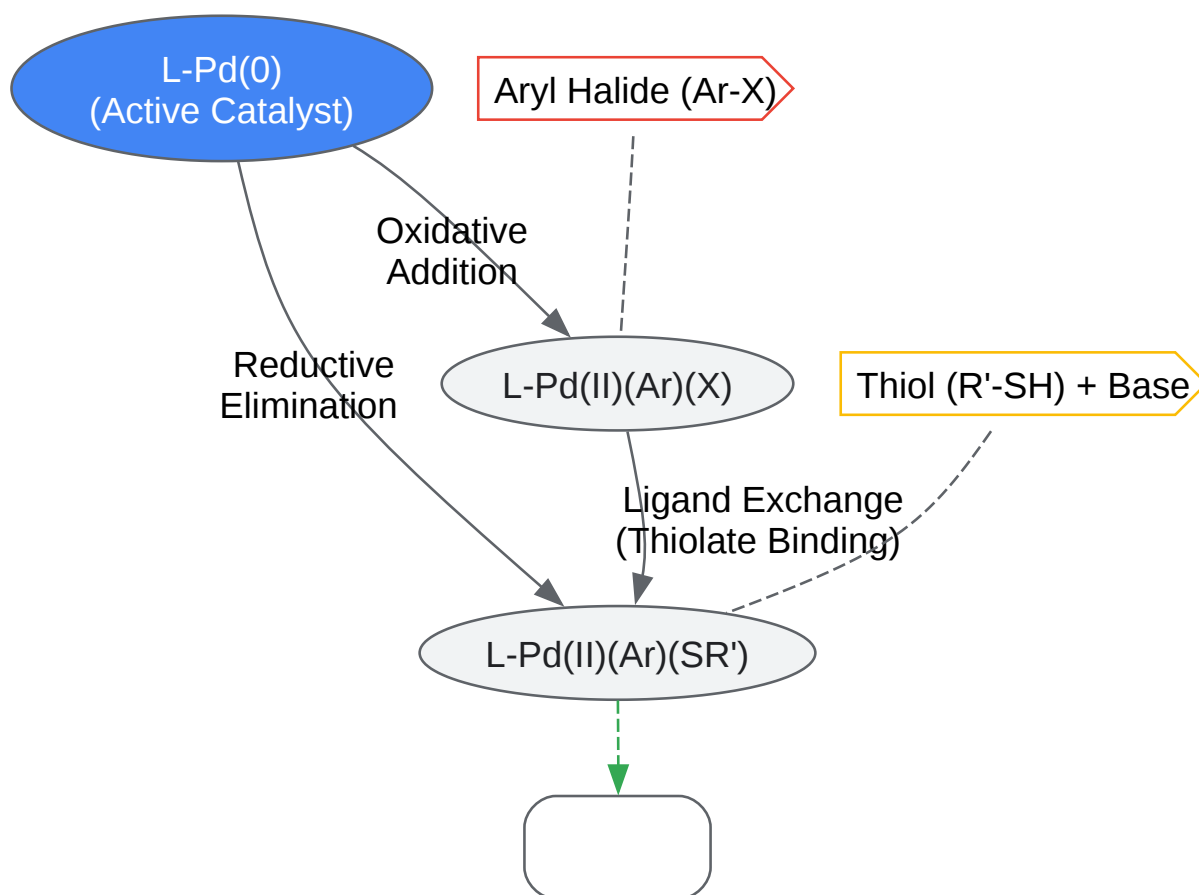 L-Pd(0)
(Active Catalyst)
Aryl Halide (Ar-X)
Oxidative
Addition
Reductive
Elimination
L-Pd(II)(Ar)(X)
Thiol (R'-SH) + Base
Ligand Exchange
(Thiolate Binding)
L-Pd(II)(Ar)(SR')